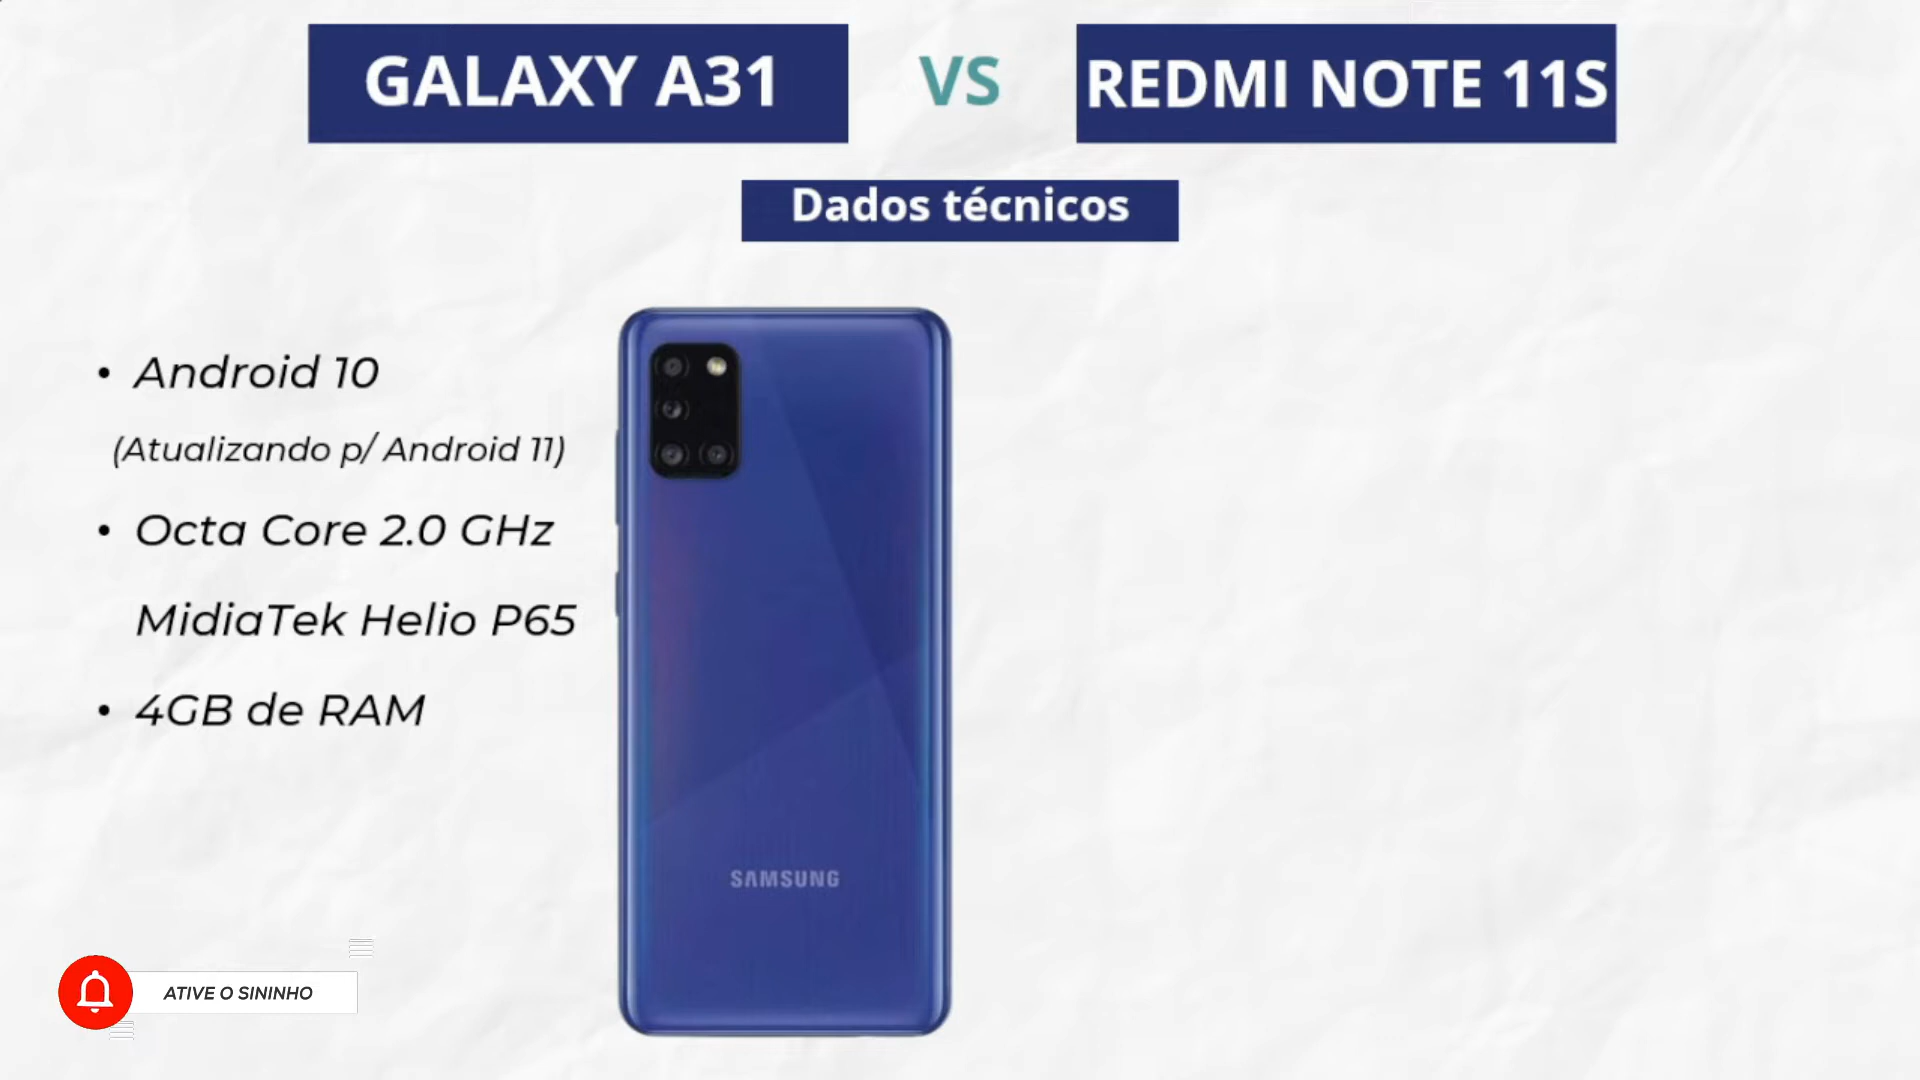 GALAXY A31
VS
REDMI NOTE 11S
Dados técnicos
• Android 10
(Atualizando p/ Android 11)
• Octa Core 2.0 GHz
MidiaTek Helio P65
• 4GB de RAM
SAMSUNG
ATIVE O SININHO